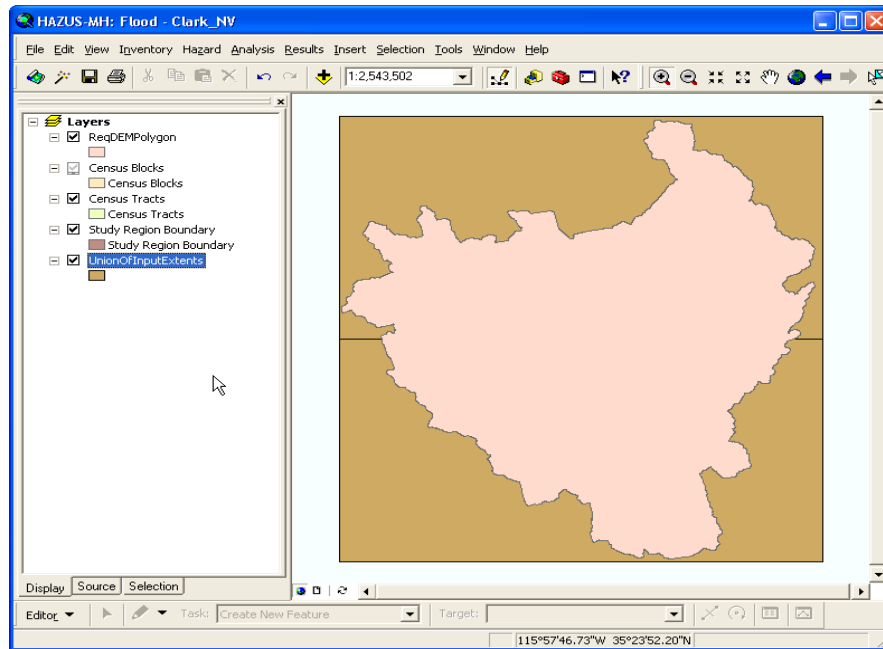 HAZUS-MH: Flood - Clark_NV
File Edit View Inventory Hazard Analysis Results Insert Selection Tools Window Help
1:2,543,502
Layers
ReqDEMPolygon
Census Blocks
Census Blocks
Census Tracts
Census Tracts
Study Region Boundary
Study Region Boundary
UnionOfInputExtents
Display Source Selection
Editor Task: Create New Feature Target:
115°57'46.73"W 35°23'52.20"N